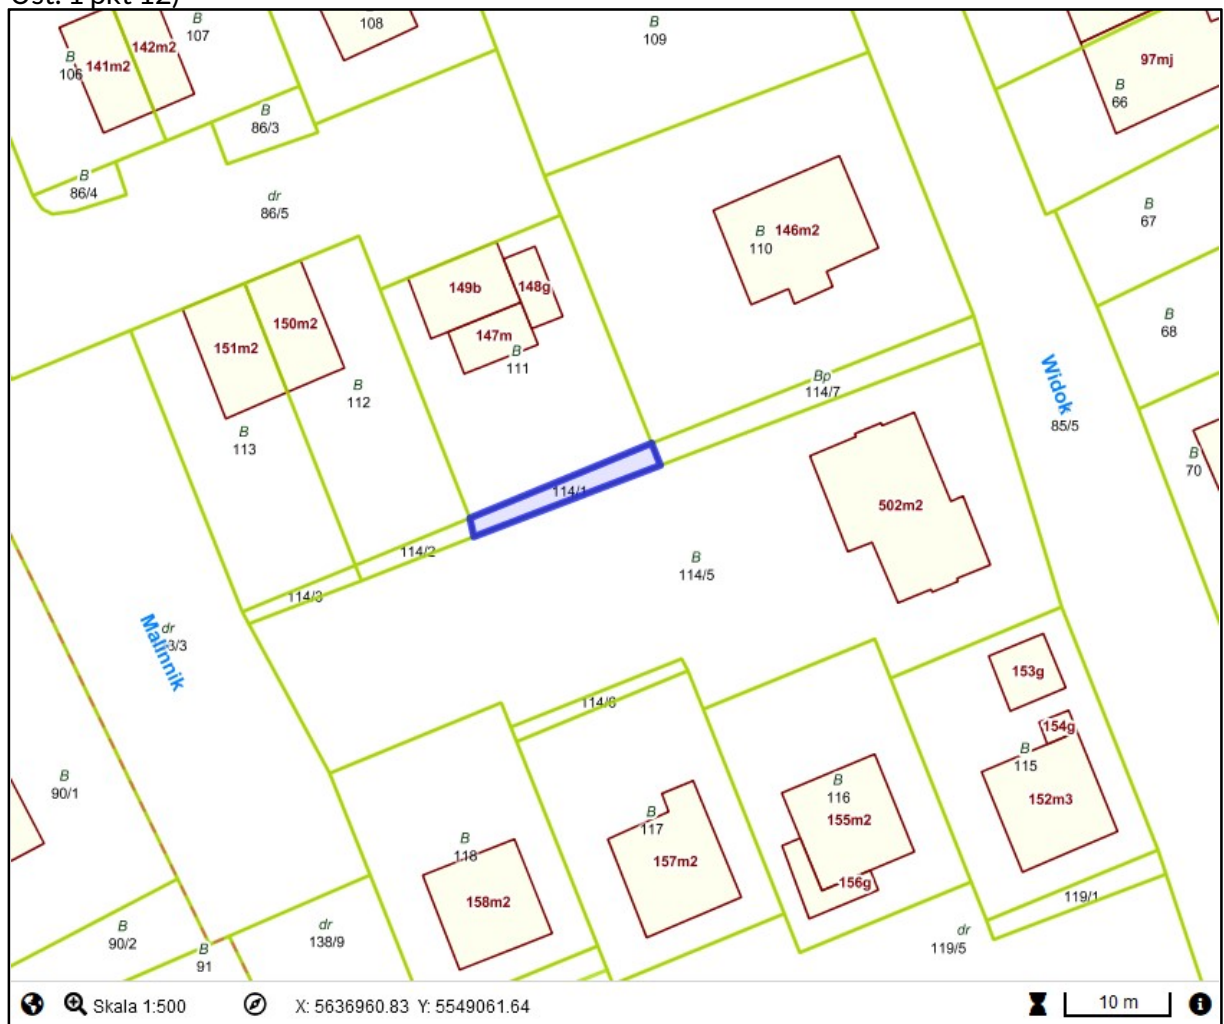 Ust. 1 pkt 12)
B
107
108
B
109
142m2
B
106
141m2
97mj
B
66
B
86/3
B
86/4
dr
86/5
B
67
B
110
146m2
149b
148g
147m
B
111
150m2
151m2
B
112
B
113
B
68
Bp
114/7
Widok
85/5
B
70
114/1
502m2
114/2
B
114/5
114/3
Malinnik
dr
3/3
153g
114/6
154g
B
115
152m3
B
90/1
B
116
155m2
B
117
157m2
156g
B
118
158m2
119/1
B
90/2
dr
138/9
dr
119/5
B
91
Skala 1:500
X: 5636960.83 Y: 5549061.64
10 m